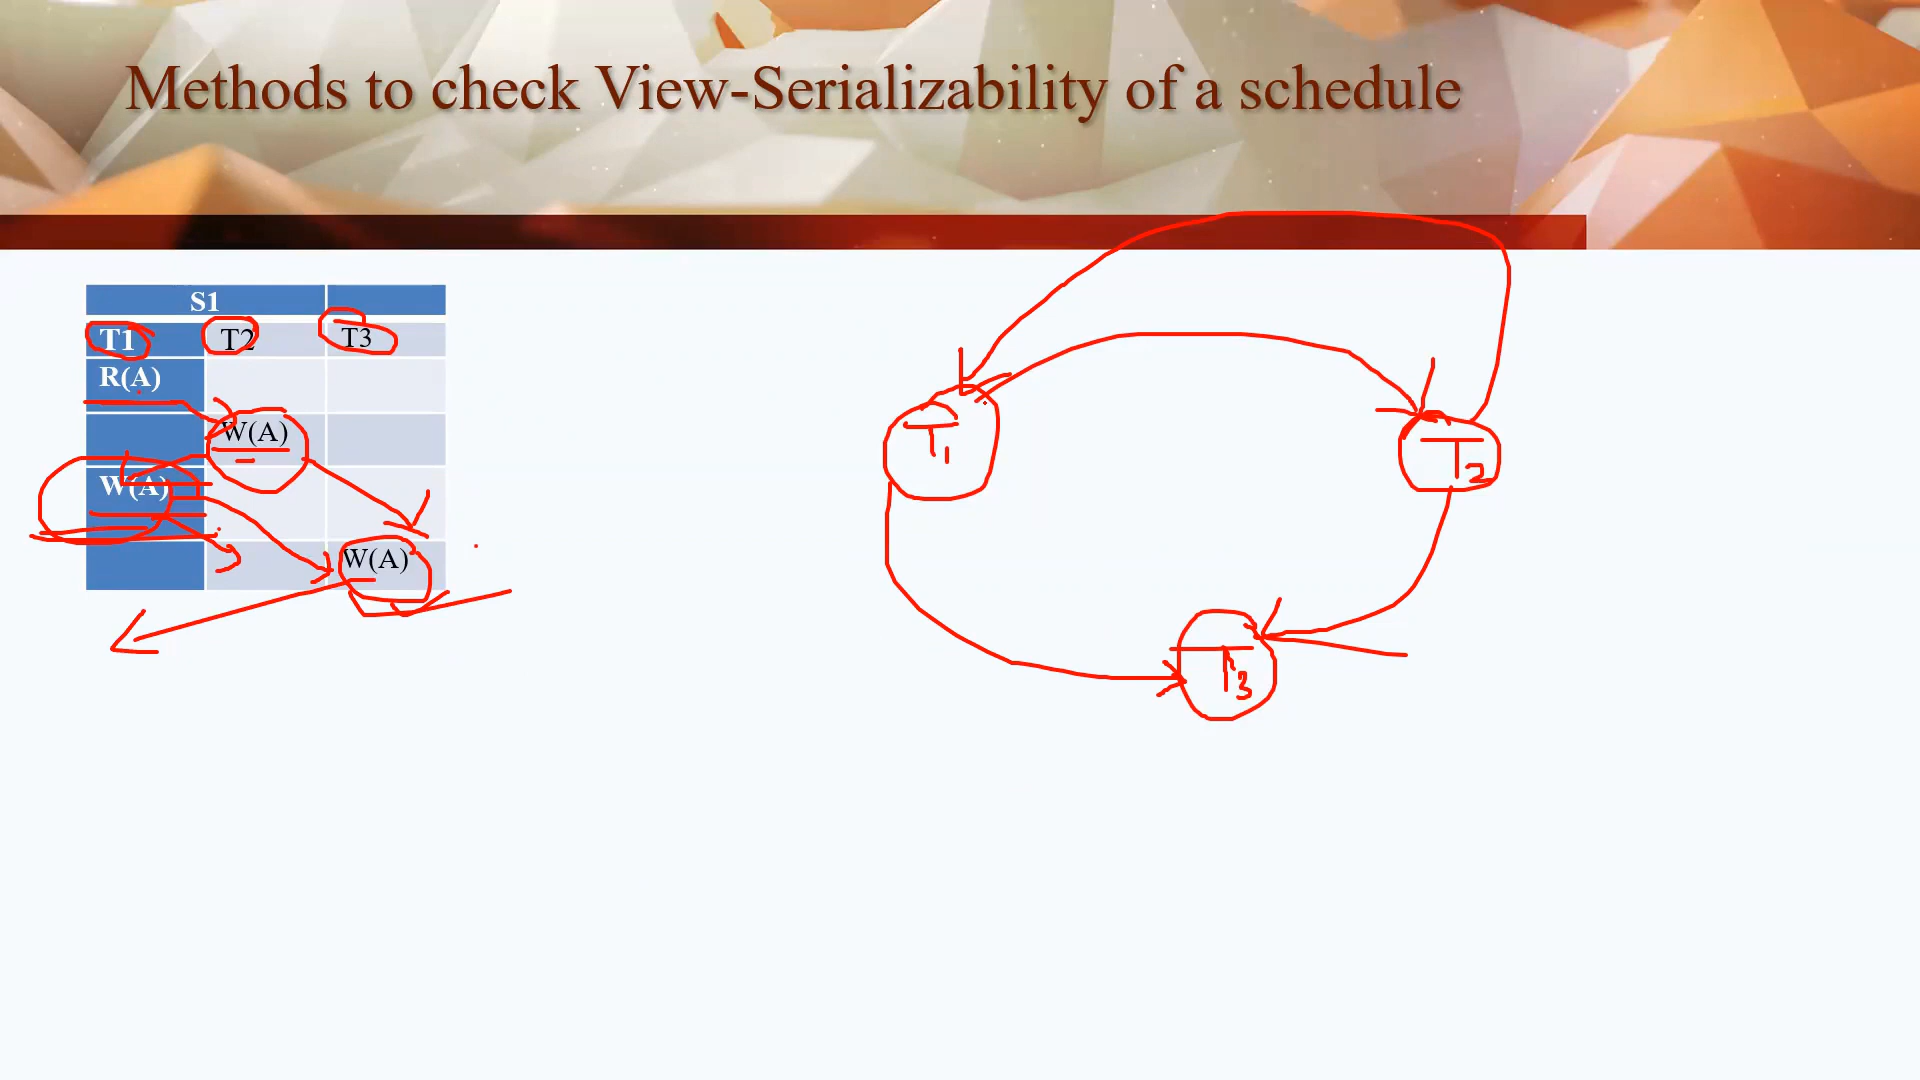 Methods to check View-Serializability of a schedule
S1
T1 T2 T3
R(A)
W(A)
W(A)
W(A)
T1
T2
T3